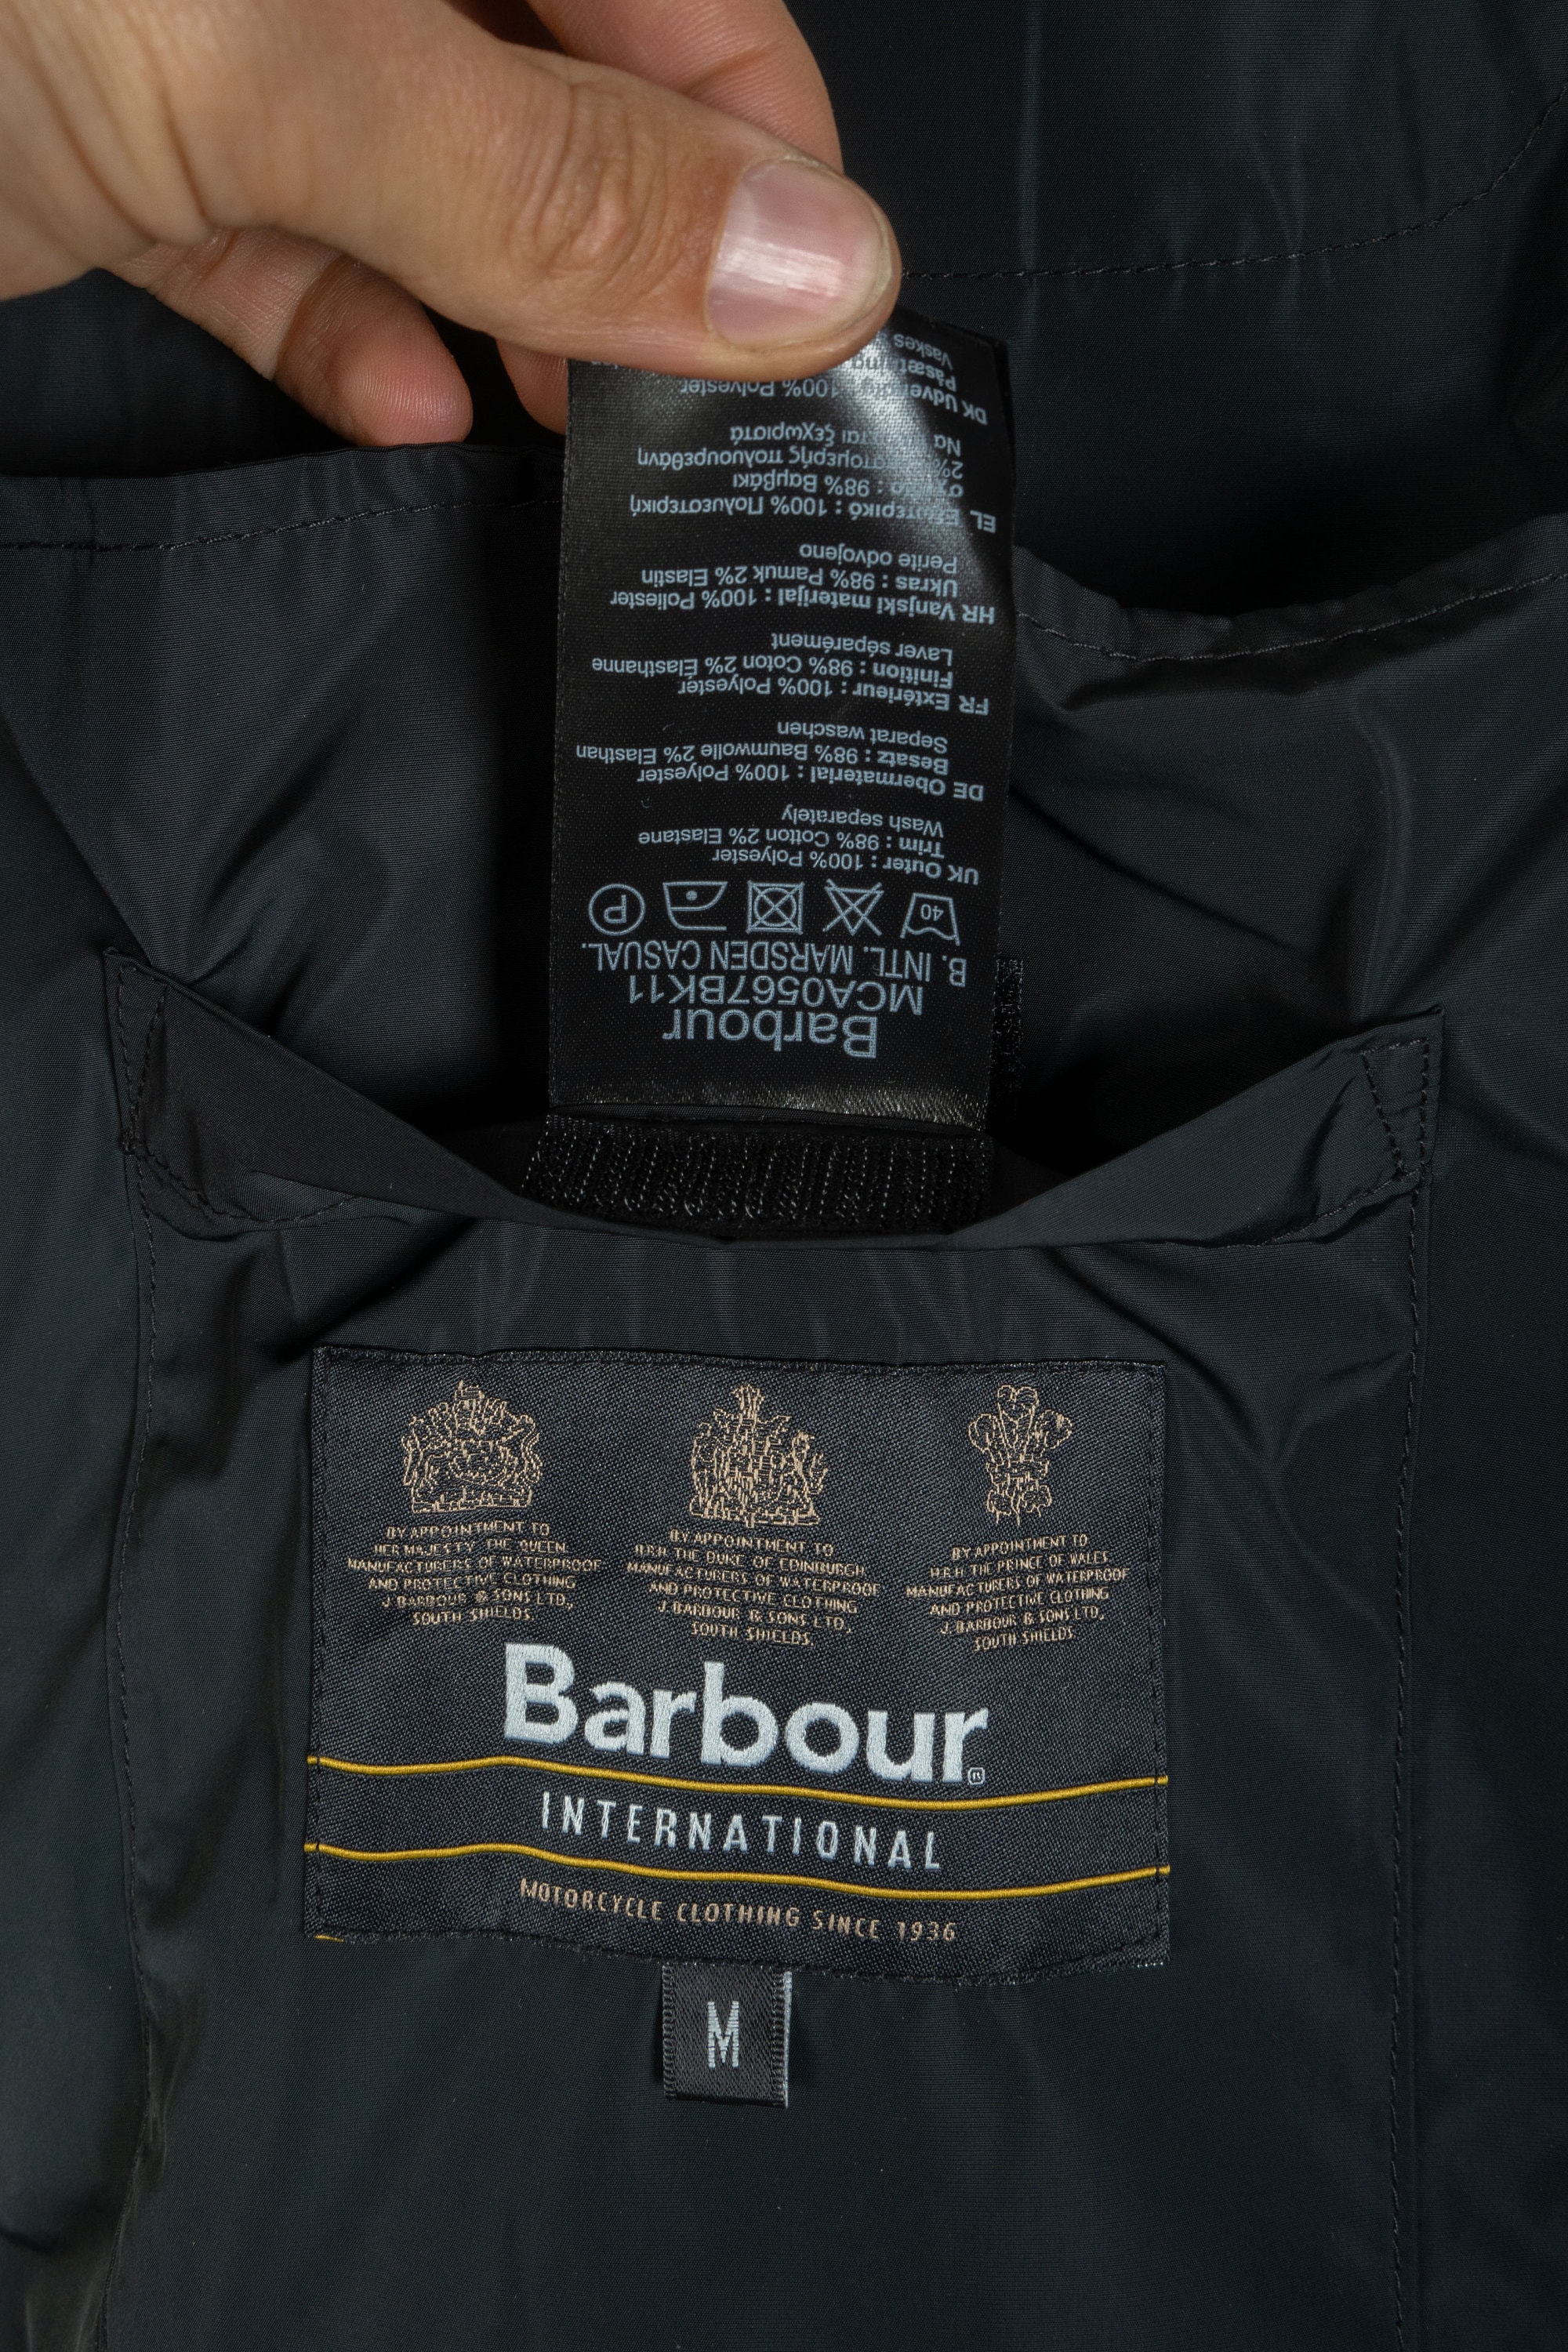 Barbour
MCA0567BK11
B. INTL. MARSDEN CASUAL.
40
P
UK Outer : 100% Polyester
Trim : 98% Cotton 2% Elastane
Wash separately
DE Obermaterial : 100% Polyester
Besatz : 98% Baumwolle 2% Elasthan
Separat waschen
FR Extérieur : 100% Polyester
Finition : 98% Coton 2% Élasthanne
Laver séparément
HR Vanjski materijal : 100% Poliester
Ukras : 98% Pamuk 2% Elastin
Perite odvojeno
EL Εξωτερικό : 100% Πολυεστερική
: 98% Βαμβάκι
2% πολυουρεθάνη
Να ξεχωριστά
DK 100% Polyester
Vaskes
BY APPOINTMENT TO
HER MAJESTY THE QUEEN
MANUFACTURERS OF WATERPROOF
AND PROTECTIVE CLOTHING
J. BARBOUR & SONS LTD,
SOUTH SHIELDS.
BY APPOINTMENT TO
H.R.H. THE DUKE OF EDINBURGH
MANUFACTURERS OF WATERPROOF
AND PROTECTIVE CLOTHING
J. BARBOUR & SONS LTD,
SOUTH SHIELDS.
BY APPOINTMENT TO
H.R.H THE PRINCE OF WALES
MANUFACTURERS OF WATERPROOF
AND PROTECTIVE CLOTHING
J. BARBOUR & SONS LTD,
SOUTH SHIELDS.
Barbour®
INTERNATIONAL
MOTORCYCLE CLOTHING SINCE 1936
M